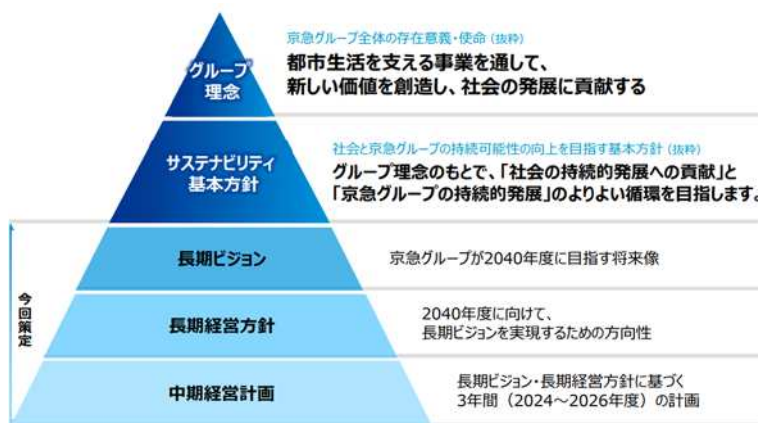 京急グループ全体の存在意義・使命（抜粋）
グループ
理念
都市生活を支える事業を通して、
新しい価値を創造し、社会の発展に貢献する
サステナビリティ
基本方針
社会と京急グループの持続可能性の向上を目指す基本方針（抜粋）
グループ理念のもとで、「社会の持続的発展への貢献」と
「京急グループの持続的発展」のよりよい循環を目指します。
今回策定
長期ビジョン
京急グループが2040年度に目指す将来像
長期経営方針
2040年度に向けて、
長期ビジョンを実現するための方向性
中期経営計画
長期ビジョン・長期経営方針に基づく
3年間（2024～2026年度）の計画